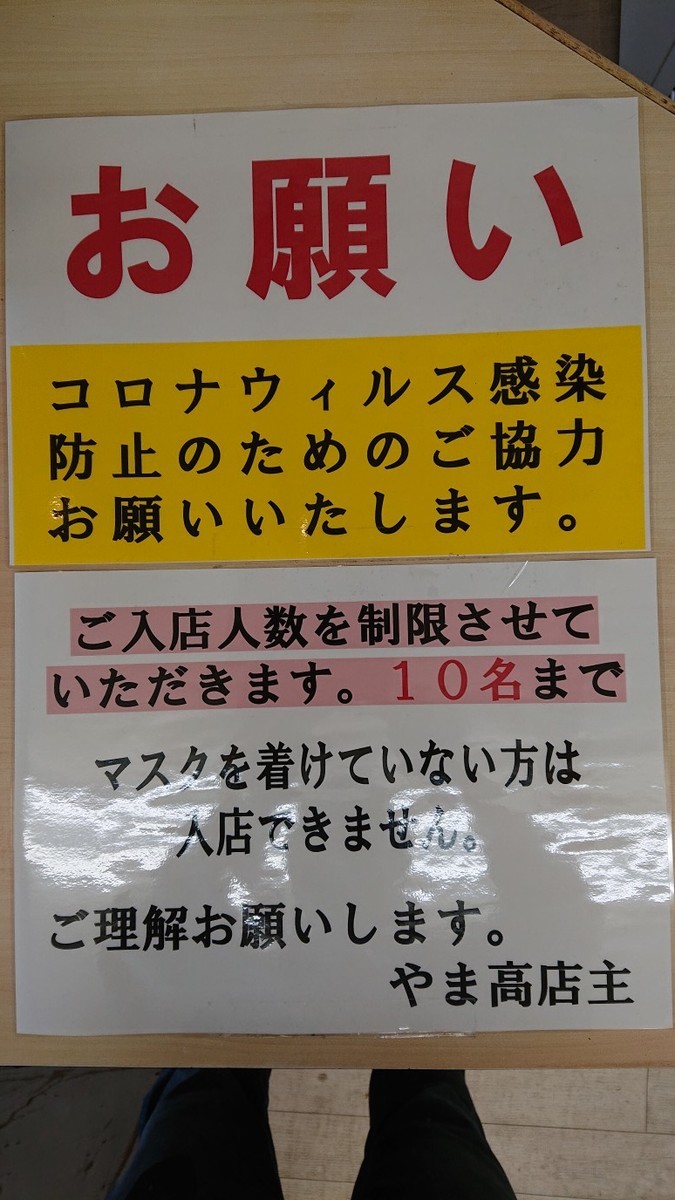 お願い
コロナウィルス感染
防止のためのご協力
お願いいたします。
ご入店人数を制限させて
いただきます。１０名まで
マスクを着けていない方は
入店できません。
ご理解お願いします。
やま高店主